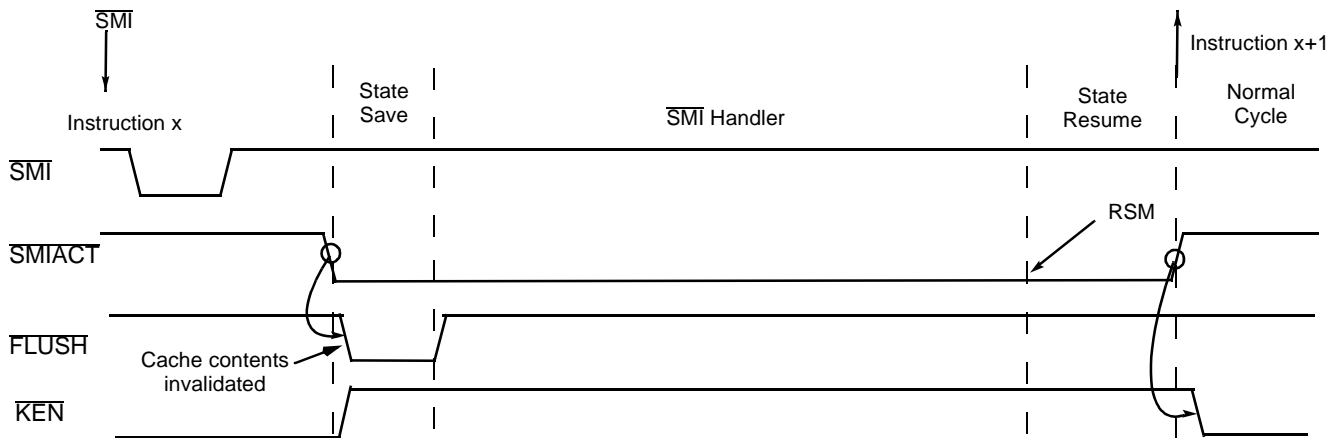 SMI
Instruction x+1
State
Save
SMI Handler
State
Resume
Normal
Cycle
Instruction x
SMI
RSM
SMIACT
FLUSH
Cache contents
invalidated
KEN